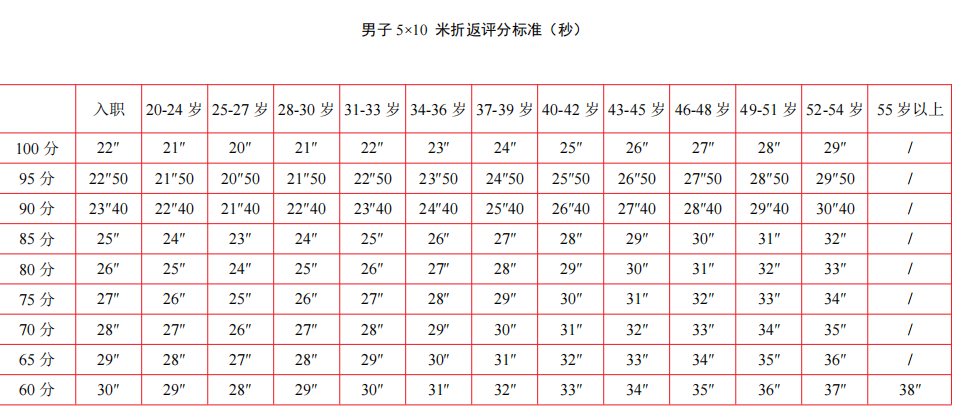 男子 5×10 米折返评分标准（秒）
入职 20-24 岁 25-27 岁 28-30 岁 31-33 岁 34-36 岁 37-39 岁 40-42 岁 43-45 岁 46-48 岁 49-51 岁 52-54 岁 55 岁以上
100 分 22″ 21″ 20″ 21″ 22″ 23″ 24″ 25″ 26″ 27″ 28″ 29″ /
95 分 22″50 21″50 20″50 21″50 22″50 23″50 24″50 25″50 26″50 27″50 28″50 29″50 /
90 分 23″40 22″40 21″40 22″40 23″40 24″40 25″40 26″40 27″40 28″40 29″40 30″40 /
85 分 25″ 24″ 23″ 24″ 25″ 26″ 27″ 28″ 29″ 30″ 31″ 32″ /
80 分 26″ 25″ 24″ 25″ 26″ 27″ 28″ 29″ 30″ 31″ 32″ 33″ /
75 分 27″ 26″ 25″ 26″ 27″ 28″ 29″ 30″ 31″ 32″ 33″ 34″ /
70 分 28″ 27″ 26″ 27″ 28″ 29″ 30″ 31″ 32″ 33″ 34″ 35″ /
65 分 29″ 28″ 27″ 28″ 29″ 30″ 31″ 32″ 33″ 34″ 35″ 36″ /
60 分 30″ 29″ 28″ 29″ 30″ 31″ 32″ 33″ 34″ 35″ 36″ 37″ 38″